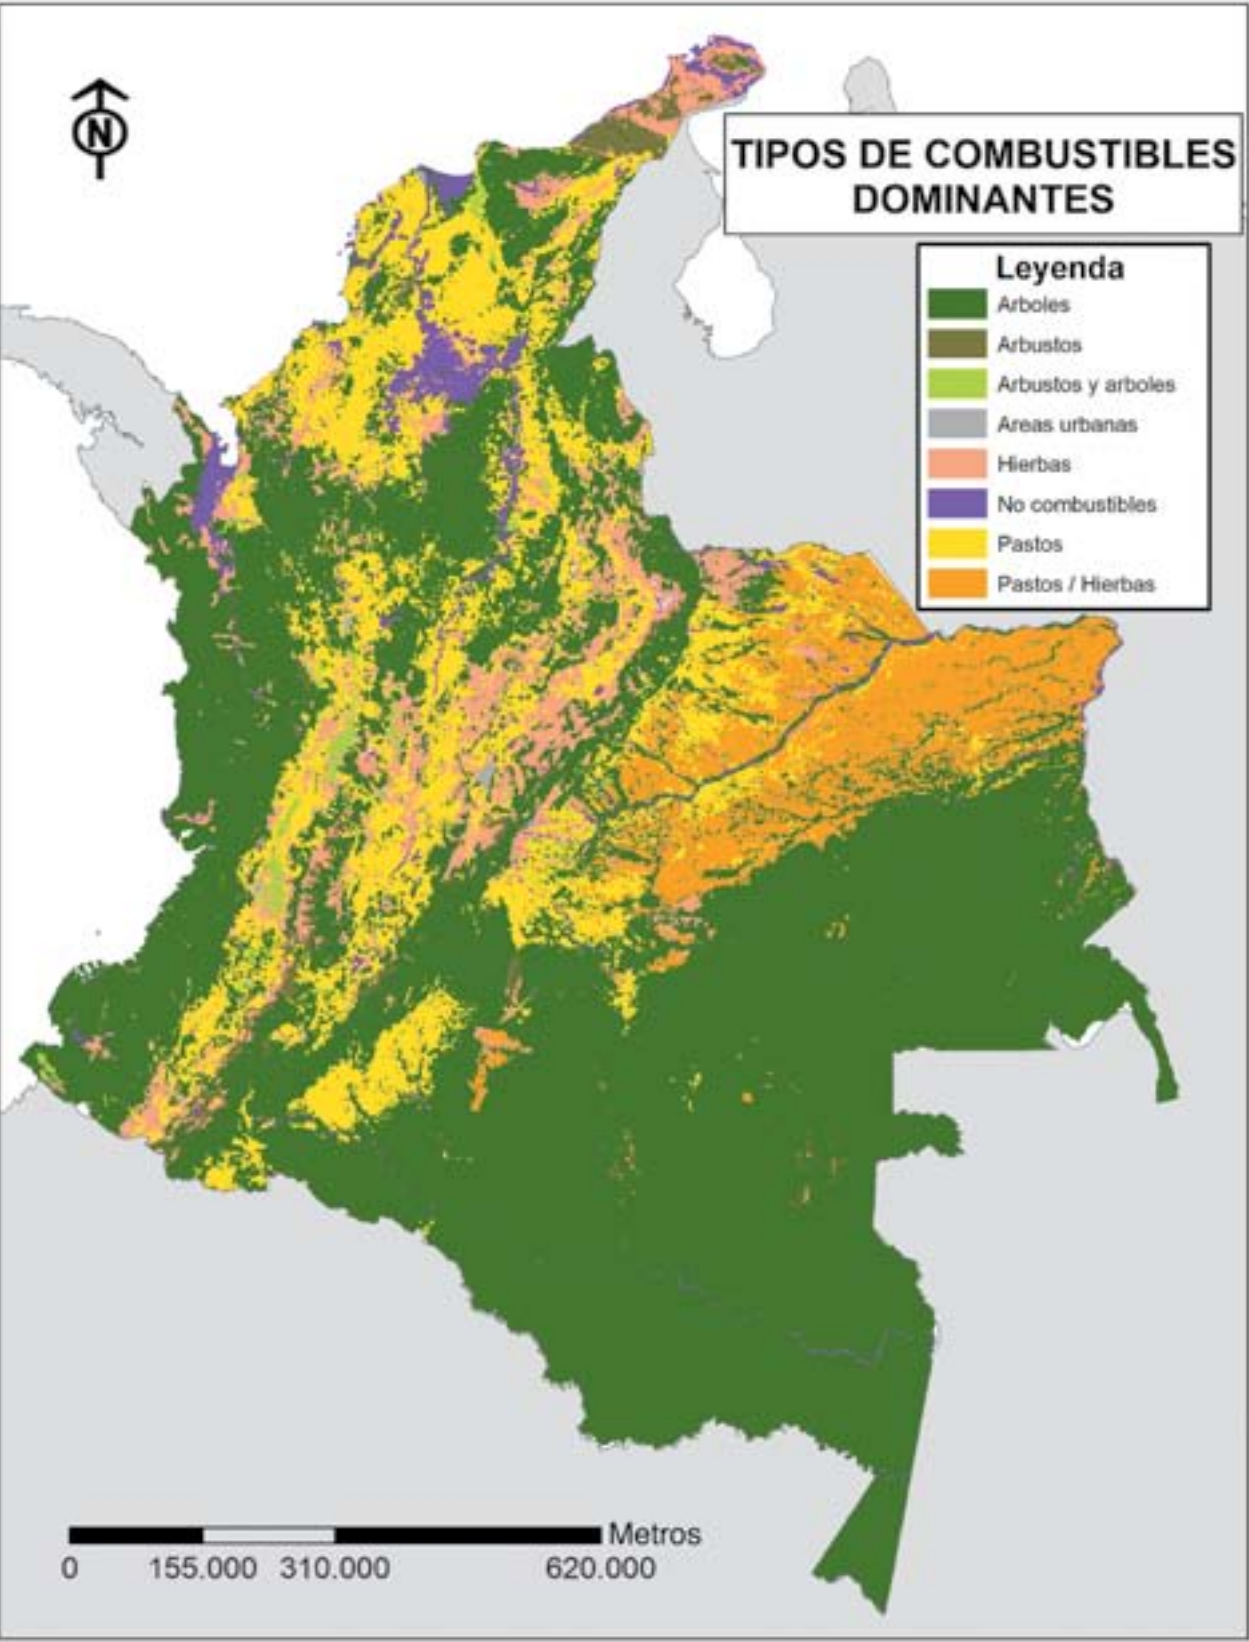 N
TIPOS DE COMBUSTIBLES
DOMINANTES
Leyenda
Arboles
Arbustos
Arbustos y arboles
Areas urbanas
Hierbas
No combustibles
Pastos
Pastos / Hierbas
Metros
0 155.000 310.000 620.000